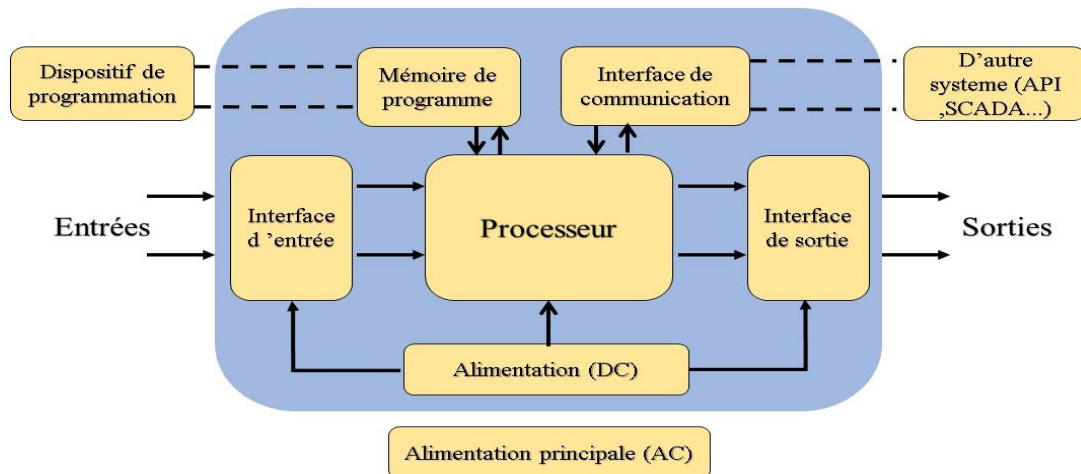 Dispositif de
programmation
Mémoire de
programme
Interface de
communication
D'autre
systeme (API
,SCADA...)
Entrées
Interface
d ’entrée
Processeur
Interface
de sortie
Sorties
Alimentation (DC)
Alimentation principale (AC)